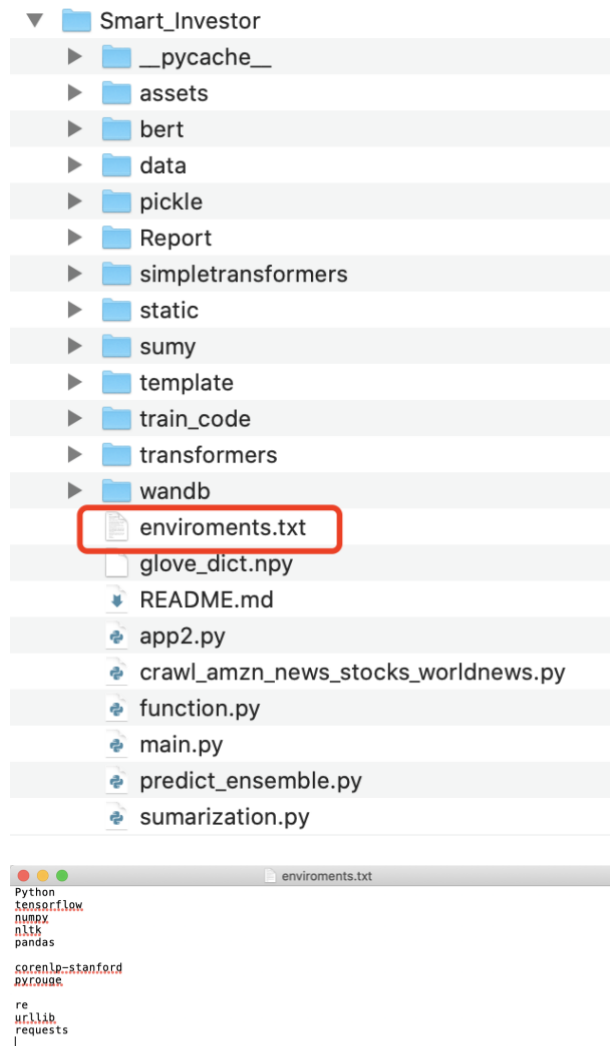 Smart_Investor
__pycache__
assets
bert
data
pickle
Report
simpletransformers
static
sumy
template
train_code
transformers
wandb
enviroments.txt
glove_dict.npy
README.md
app2.py
crawl_amzn_news_stocks_worldnews.py
function.py
main.py
predict_ensemble.py
sumarization.py
enviroments.txt
Python
tensorflow
numpy
nltk
pandas
corenlp-stanford
pyrouge
re
urllib
requests